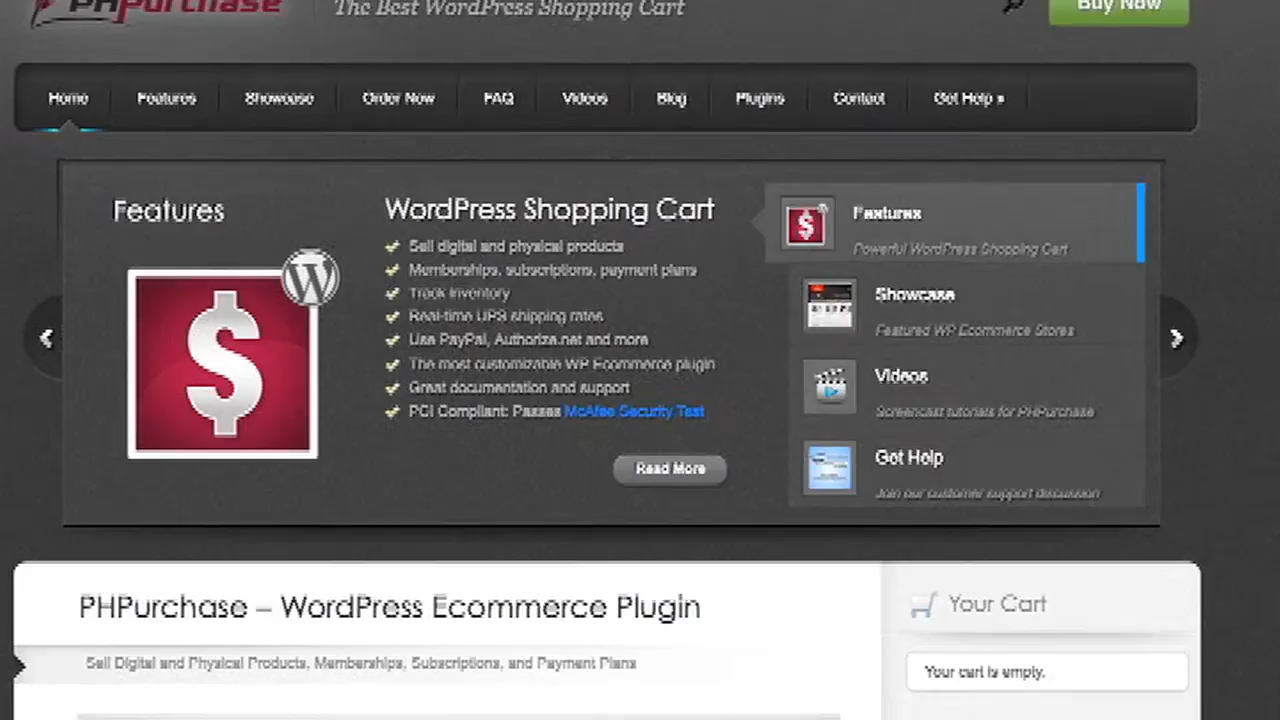 PHPurchase
The Best WordPress Shopping Cart
Buy Now
Home Features Showcase Order Now FAQ Videos Blog Plugins Contact Get Help »
Features
WordPress Shopping Cart
Sell digital and physical products
Memberships, subscriptions, payment plans
Track Inventory
Real-time UPS shipping rates
Use PayPal, Authorize.net and more
The most customizable WP Ecommerce plugin
Great documentation and support
PCI Compliant: Passes McAfee Security Test
Read More
Features
Powerful WordPress Shopping Cart
Showcase
Featured WP Ecommerce Stores
Videos
Screencast tutorials for PHPurchase
Get Help
Join our customer support discussion
PHPurchase – WordPress Ecommerce Plugin
Sell Digital and Physical Products, Memberships, Subscriptions, and Payment Plans
Your Cart
Your cart is empty.